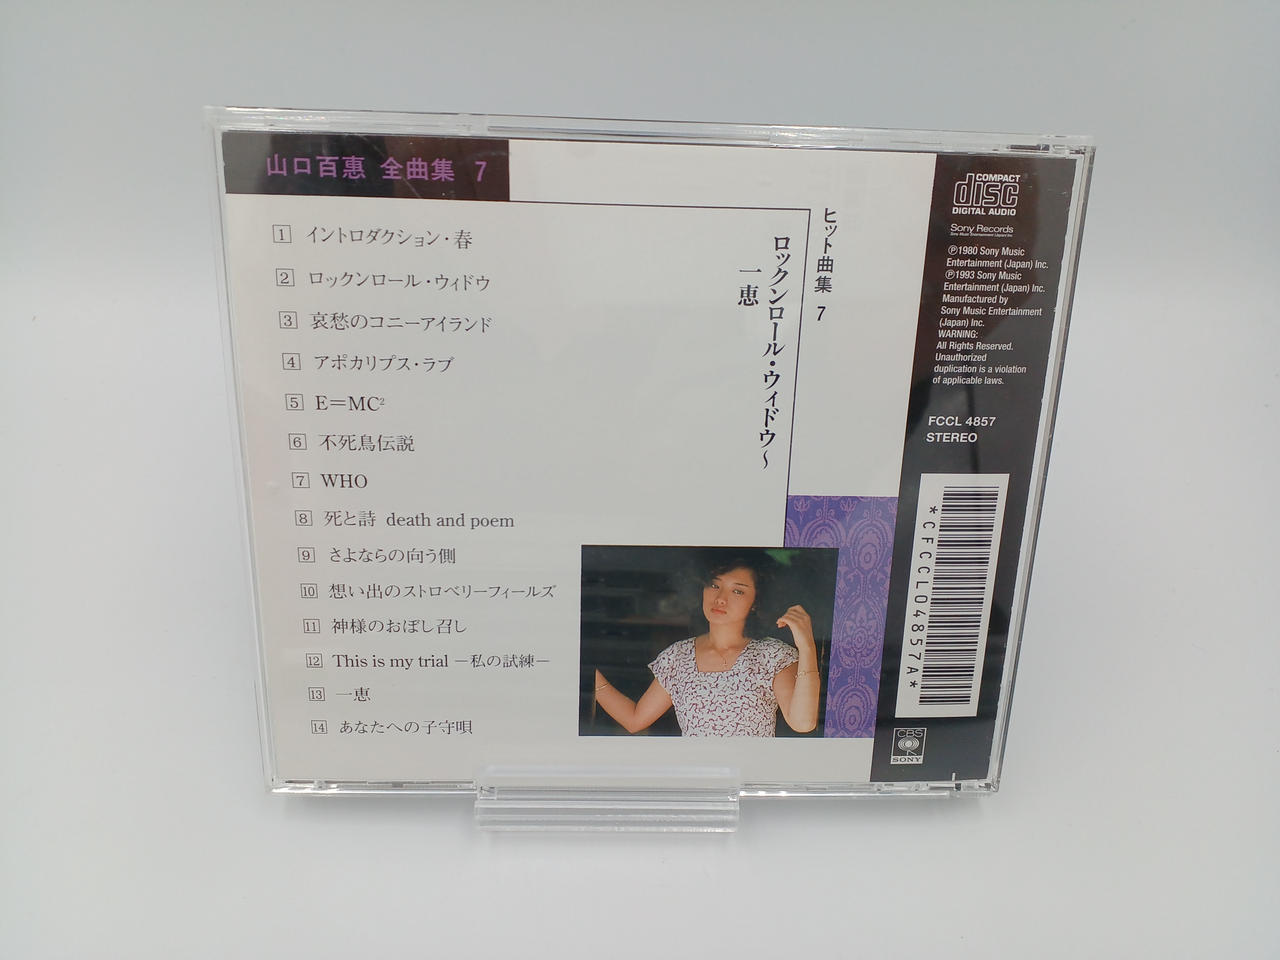 山口百惠 全曲集 7
1 イントロダクション・春
2 ロックンロール・ウィドウ
3 哀愁のコニーアイランド
4 アポカリプス・ラブ
5 E=MC²
6 不死鳥伝説
7 WHO
8 死と詩 death and poem
9 さよならの向う側
10 想い出のストロベリーフィールズ
11 神様のおぼし召し
12 This is my trial —私の試練—
13 一恵
14 あなたへの子守唄
ヒット曲集 7
ロックンロール・ウィドウ～
一恵
COMPACT
disc
DIGITAL AUDIO
Sony Records
Sony Music Entertainment (Japan) Inc.
Ⓟ1980 Sony Music
Entertainment (Japan) Inc.
Ⓟ1993 Sony Music
Entertainment (Japan) Inc.
Manufactured by
Sony Music Entertainment
(Japan) Inc.
WARNING:
All Rights Reserved.
Unauthorized
duplication is a violation
of applicable laws.
FCCL 4857
STEREO
*CFCCL04857A*
CBS
SONY